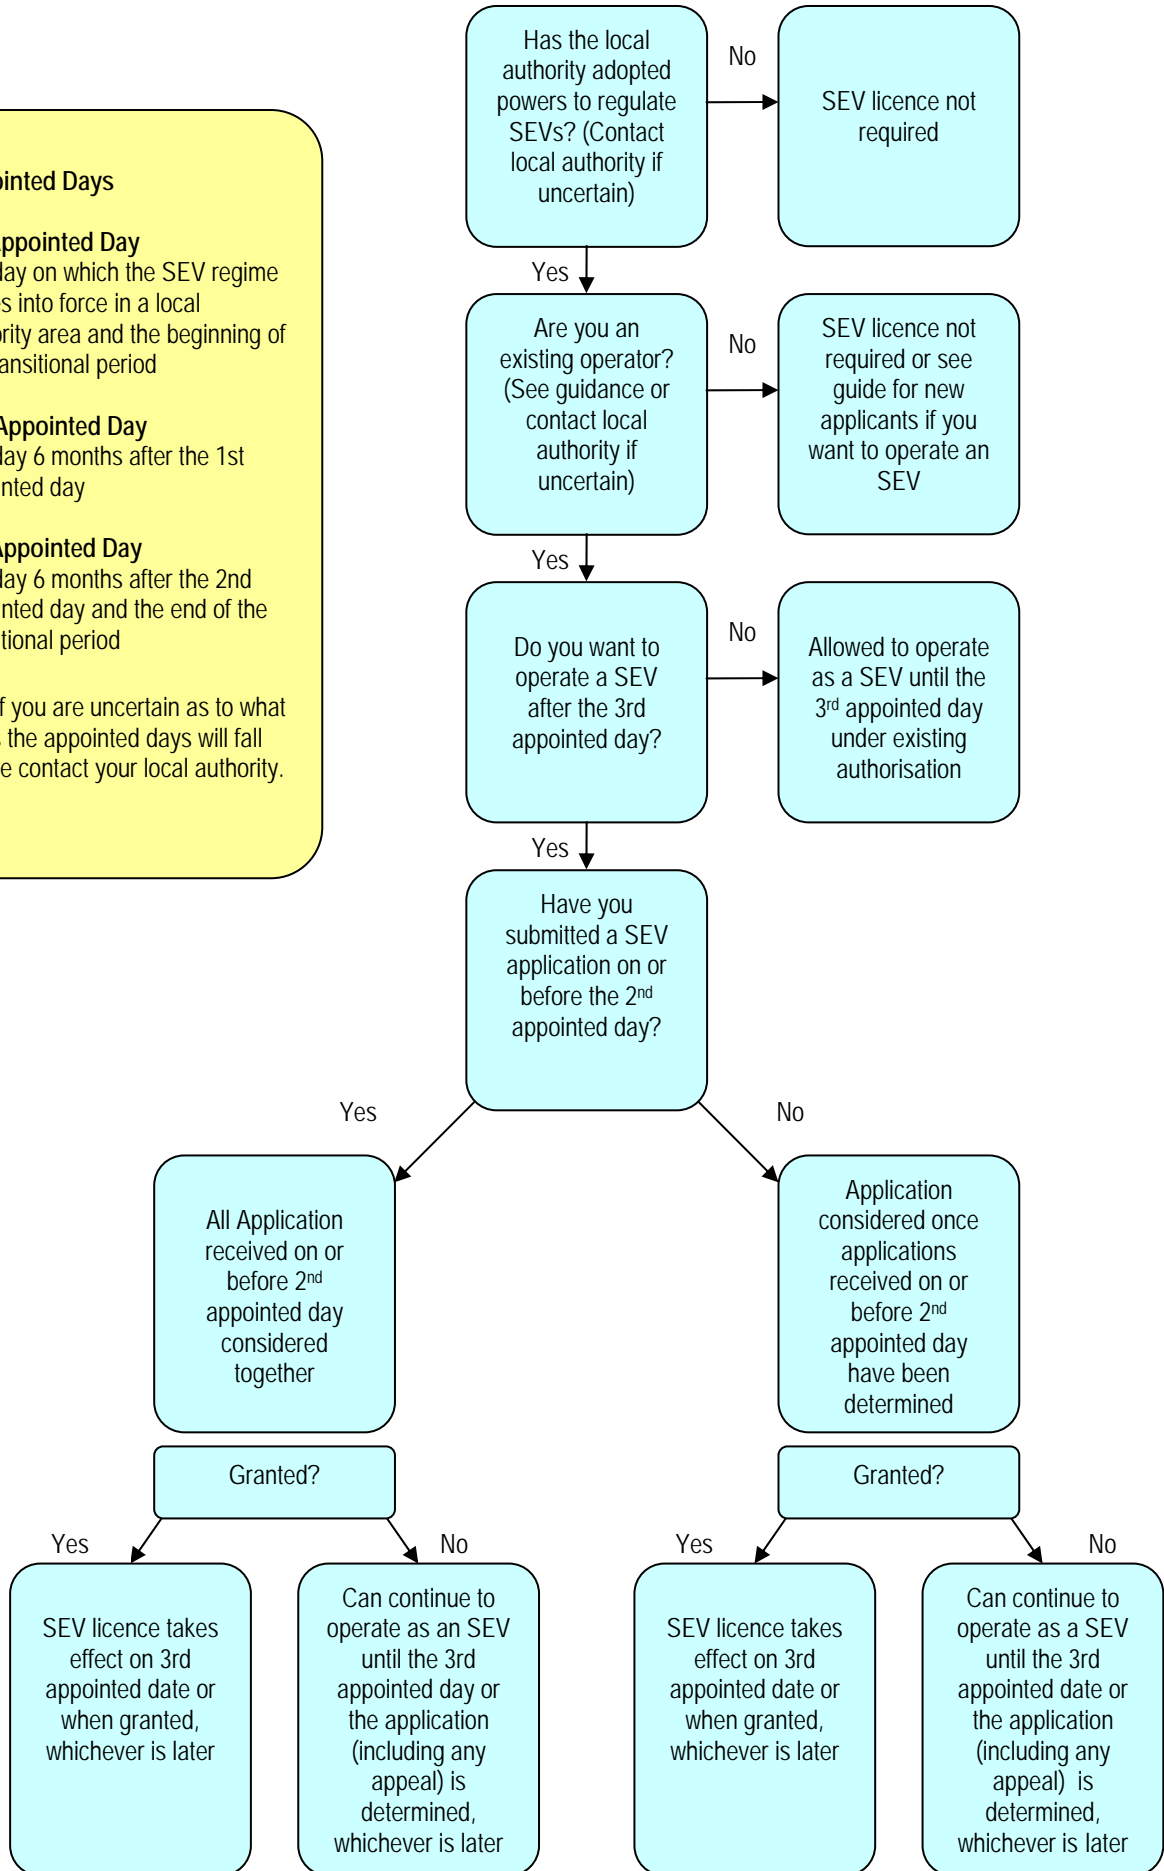 Has the local
authority adopted
powers to regulate
SEVs? (Contact
local authority if
uncertain)
No
SEV licence not
required
Days
Appointed Day
day on which the SEV regime
into force in a local
area and the beginning of
transitional period
Appointed Day
day 6 months after the 1st
day
Appointed Day
day 6 months after the 2nd
day and the end of the
period
if you are uncertain as to what
the appointed days will fall
contact your local authority.
Yes
Are you an
existing operator?
(See guidance or
contact local
authority if
uncertain)
No
SEV licence not
required or see
guide for new
applicants if you
want to operate an
SEV
Yes
Do you want to
operate a SEV
after the 3rd
appointed day?
No
Allowed to operate
as a SEV until the
3rd appointed day
under existing
authorisation
Yes
Have you
submitted a SEV
application on or
before the 2nd
appointed day?
Yes
No
All Application
received on or
before 2nd
appointed day
considered
together
Application
considered once
applications
received on or
before 2nd
appointed day
have been
determined
Granted?
Granted?
Yes
No
Yes
No
SEV licence takes
effect on 3rd
appointed date or
when granted,
whichever is later
Can continue to
operate as an SEV
until the 3rd
appointed day or
the application
(including any
appeal) is
determined,
whichever is later
SEV licence takes
effect on 3rd
appointed date or
when granted,
whichever is later
Can continue to
operate as a SEV
until the 3rd
appointed date or
the application
(including any
appeal) is
determined,
whichever is later